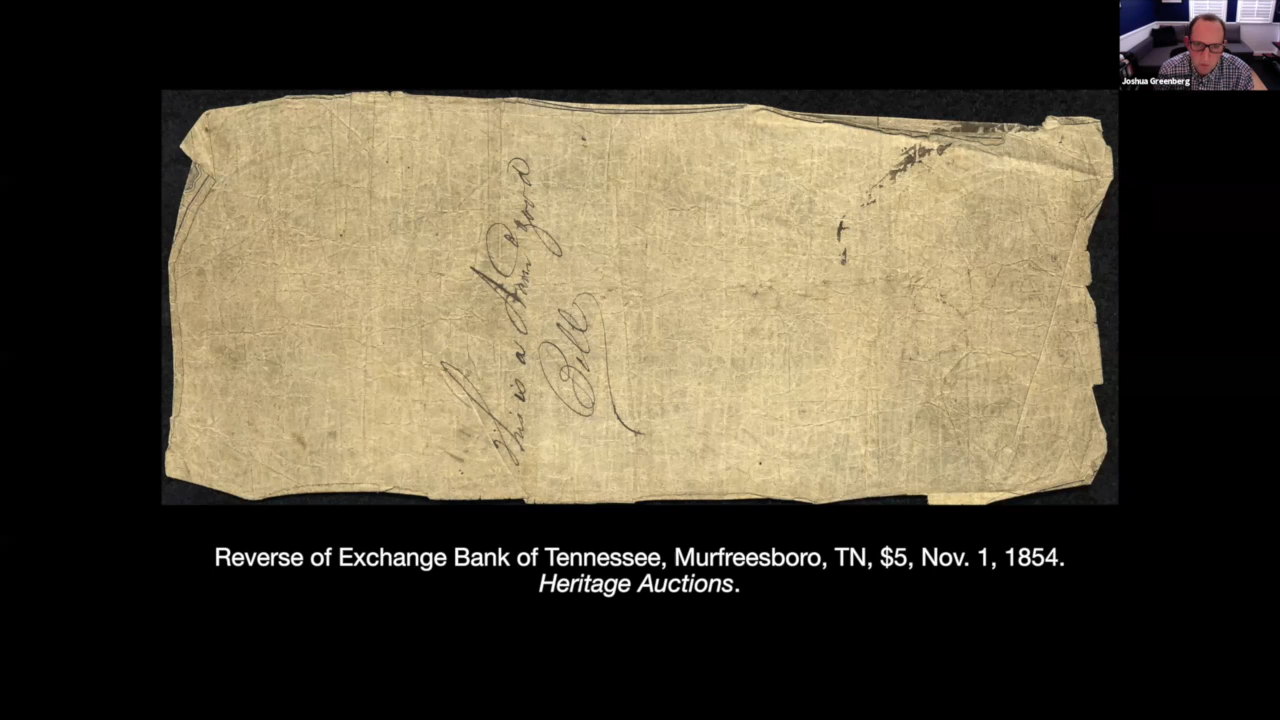 Joshua Greenberg
This is a good
Bill
Reverse of Exchange Bank of Tennessee, Murfreesboro, TN, $5, Nov. 1, 1854.
Heritage Auctions.